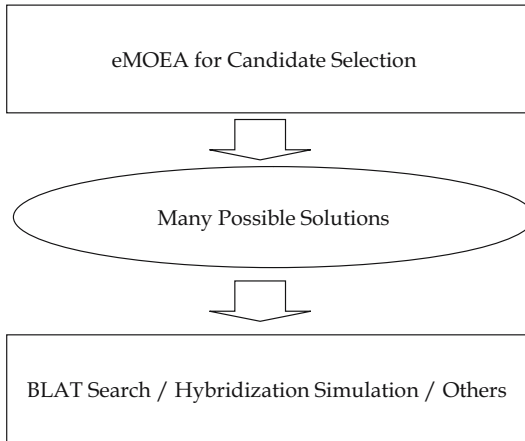 eMOEA for Candidate Selection
Many Possible Solutions
BLAT Search / Hybridization Simulation / Others